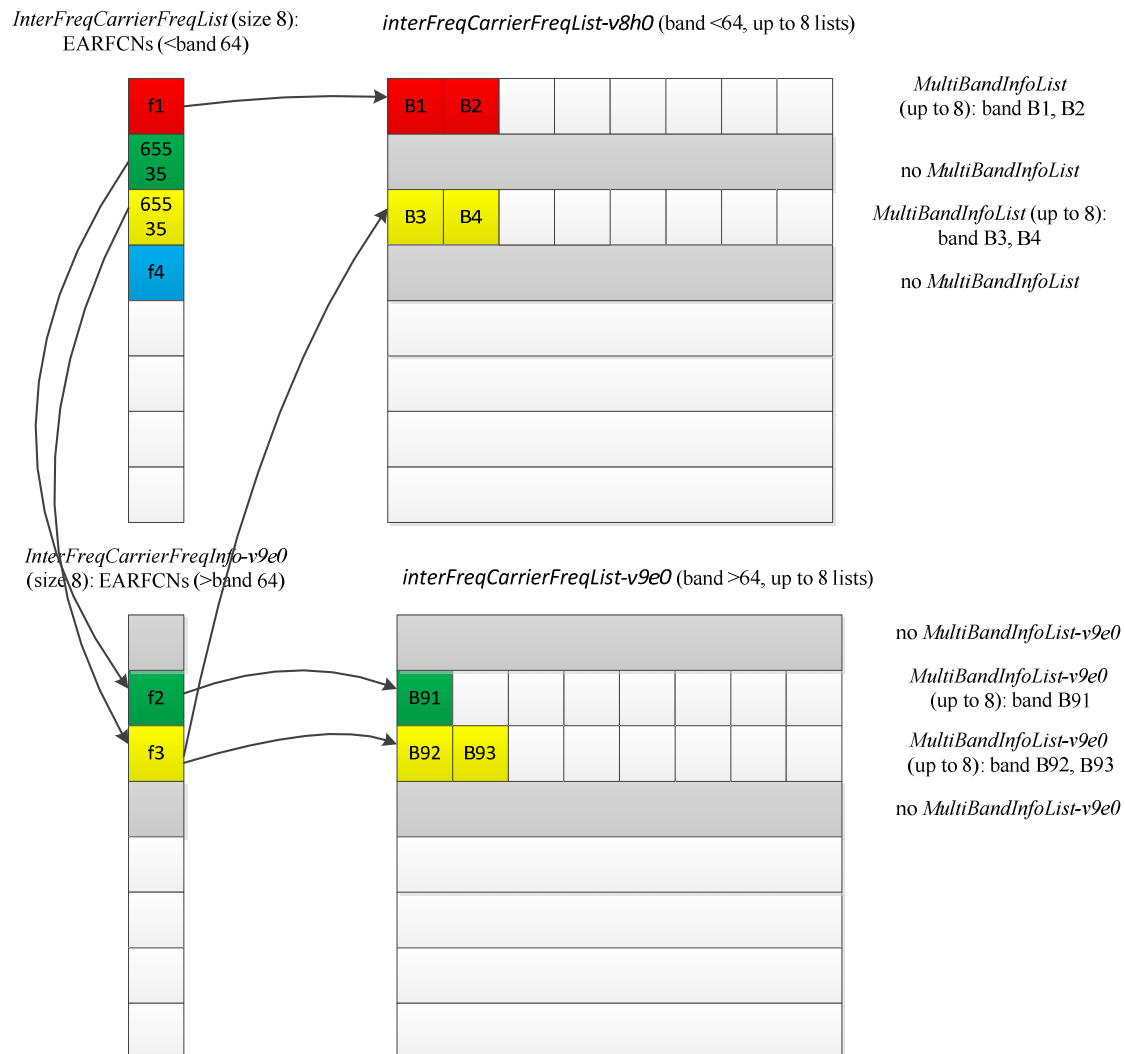 InterFreqCarrierFreqList (size 8):
EARFCNs (<band 64)
interFreqCarrierFreqList-v8h0 (band <64, up to 8 lists)
f1
B1 B2
MultiBandInfoList
(up to 8): band B1, B2
655
35
no MultiBandInfoList
655
35
B3 B4
MultiBandInfoList (up to 8):
band B3, B4
f4
no MultiBandInfoList
InterFreqCarrierFreqInfo-v9e0
(size 8): EARFCNs (>band 64)
interFreqCarrierFreqList-v9e0 (band >64, up to 8 lists)
no MultiBandInfoList-v9e0
f2
B91
MultiBandInfoList-v9e0
(up to 8): band B91
f3
B92 B93
MultiBandInfoList-v9e0
(up to 8): band B92, B93
no MultiBandInfoList-v9e0